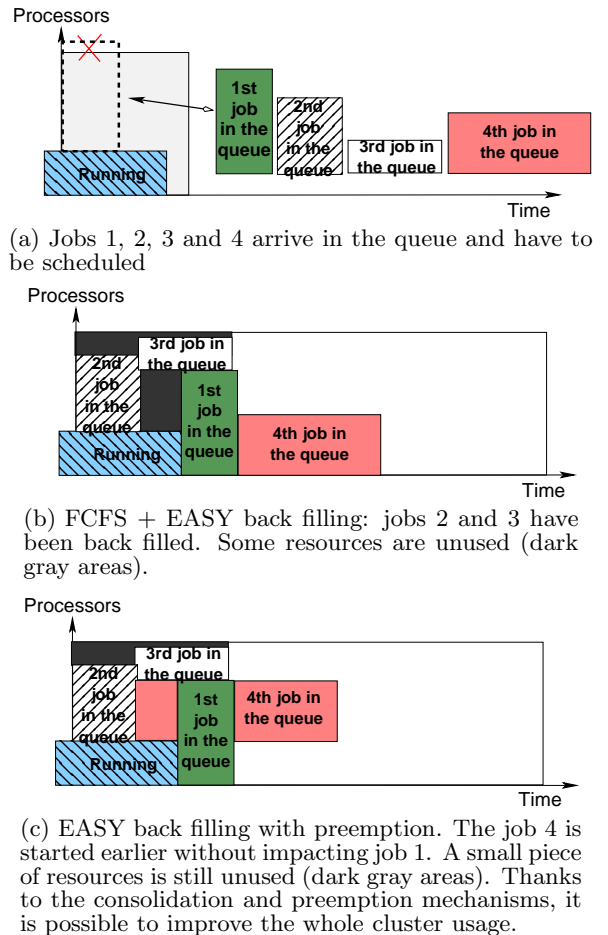 Processors
1st
job
in the
queue
2nd
job
in the
queue
3rd job in
the queue
4th job in
the queue
Running
Time
(a) Jobs 1, 2, 3 and 4 arrive in the queue and have to
be scheduled
Processors
3rd job in
the queue
2nd
job
in the
queue
1st
job
in the
queue
4th job in
the queue
Running
Time
(b) FCFS + EASY back filling: jobs 2 and 3 have
been back filled. Some resources are unused (dark
gray areas).
Processors
3rd job in
the queue
2nd
job
in the
queue
1st
job
in the
queue
4th job in
the queue
Running
Time
(c) EASY back filling with preemption. The job 4 is
started earlier without impacting job 1. A small piece
of resources is still unused (dark gray areas). Thanks
to the consolidation and preemption mechanisms, it
is possible to improve the whole cluster usage.